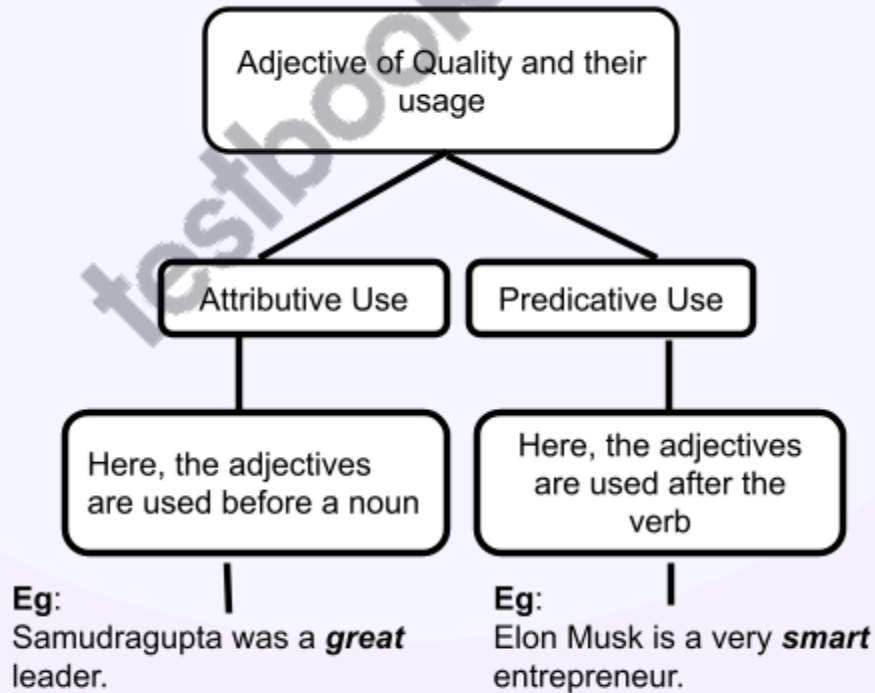 Adjective of Quality and their
usage
testbook
Attributive Use
Predicative Use
Here, the adjectives
are used before a noun
Here, the adjectives
are used after the
verb
Eg:
Samudragupta was a great
leader.
Eg:
Elon Musk is a very smart
entrepreneur.